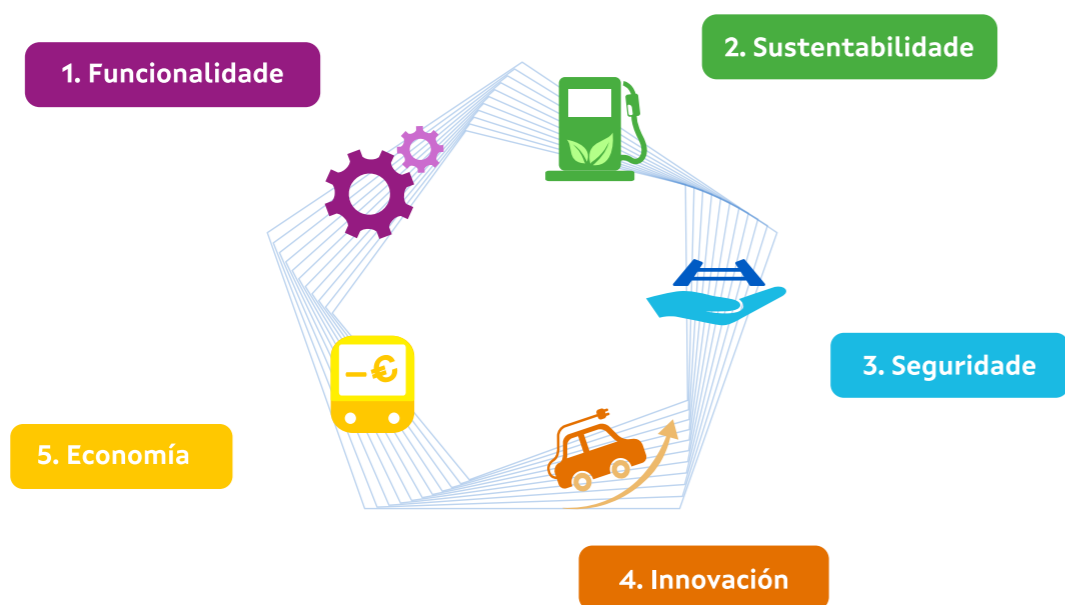 1. Funcionalidade
2. Sustentabilidade
3. Seguridade
4. Innovación
5. Economía
–€